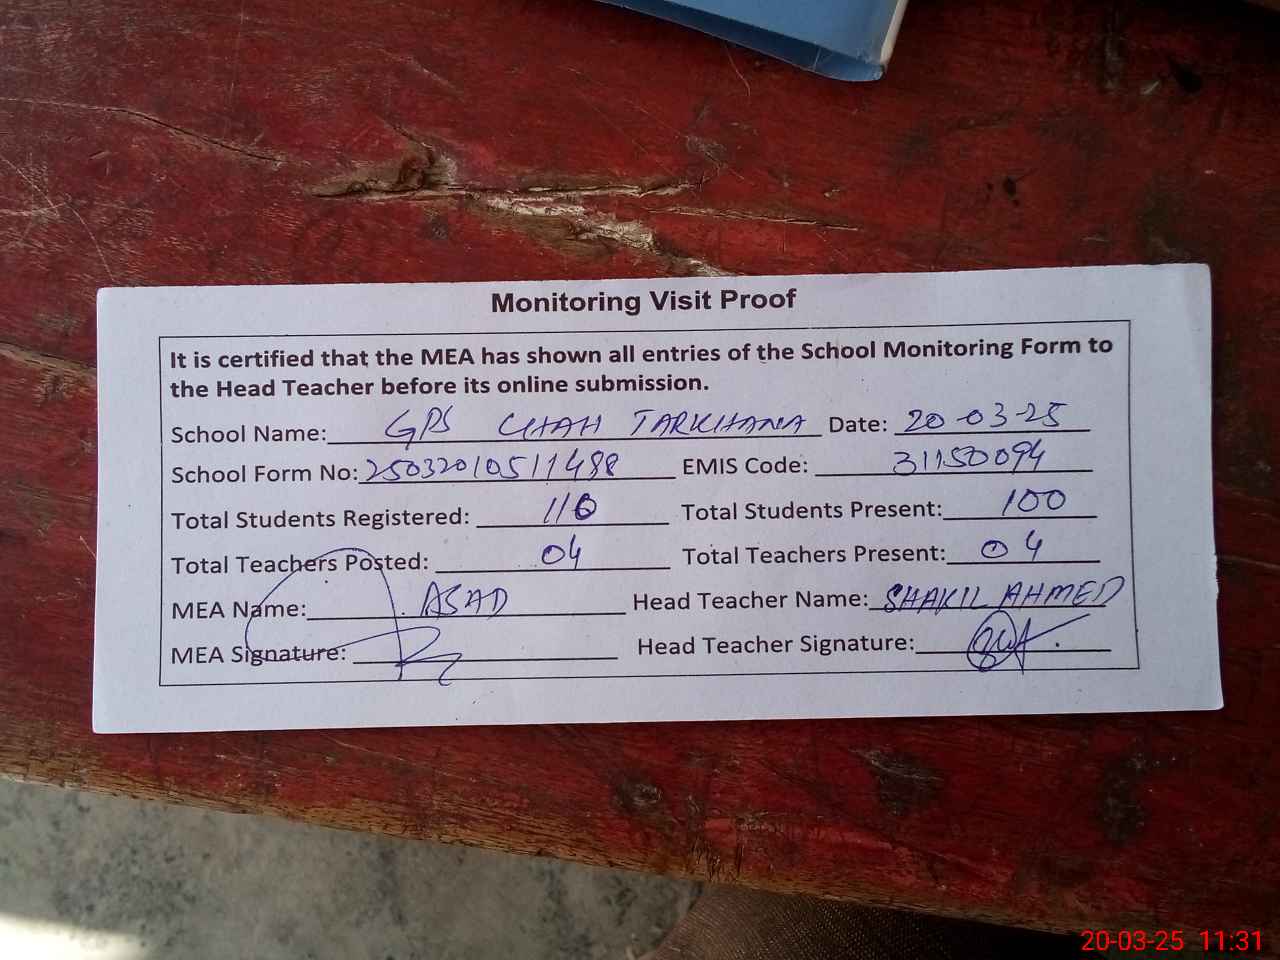 Monitoring Visit Proof
It is certified that the MEA has shown all entries of the School Monitoring Form to
the Head Teacher before its online submission.
School Name: GPS CHAH TARKHANA Date: 20-03-25
School Form No: 25032010511488 EMIS Code: 31150094
Total Students Registered: 116 Total Students Present: 100
Total Teachers Posted: 04 Total Teachers Present: 04
MEA Name: ASAD Head Teacher Name: SHAKIL AHMED
MEA Signature: Head Teacher Signature:
20-03-25 11:31